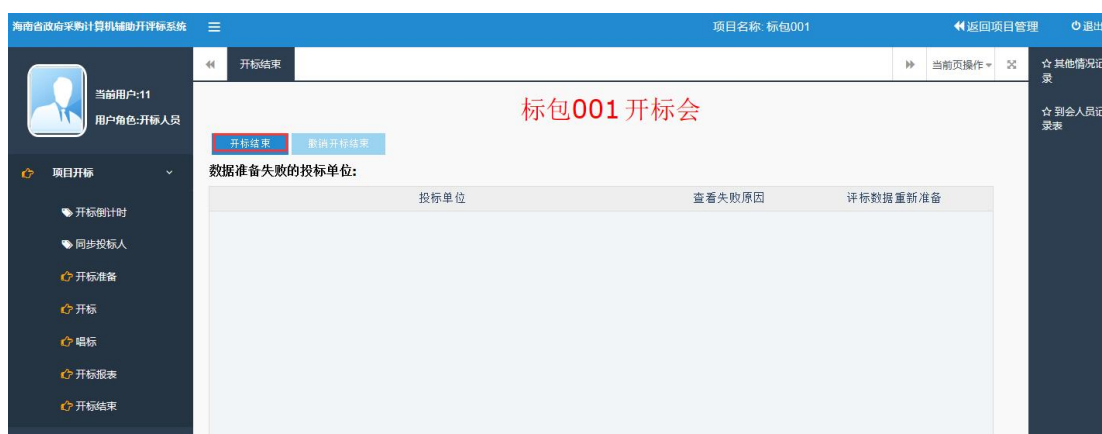 海南省政府采购计算机辅助开评标系统
项目名称: 标包001
返回项目管理
退出
当前用户:11
用户角色:开标人员
开标结束
当前页操作
其他情况记录
到会人员记录表
标包001 开标会
开标结束
撤销开标结束
数据准备失败的投标单位:
投标单位
查看失败原因
评标数据重新准备
项目开标
开标倒计时
同步投标人
开标准备
开标
唱标
开标报表
开标结束